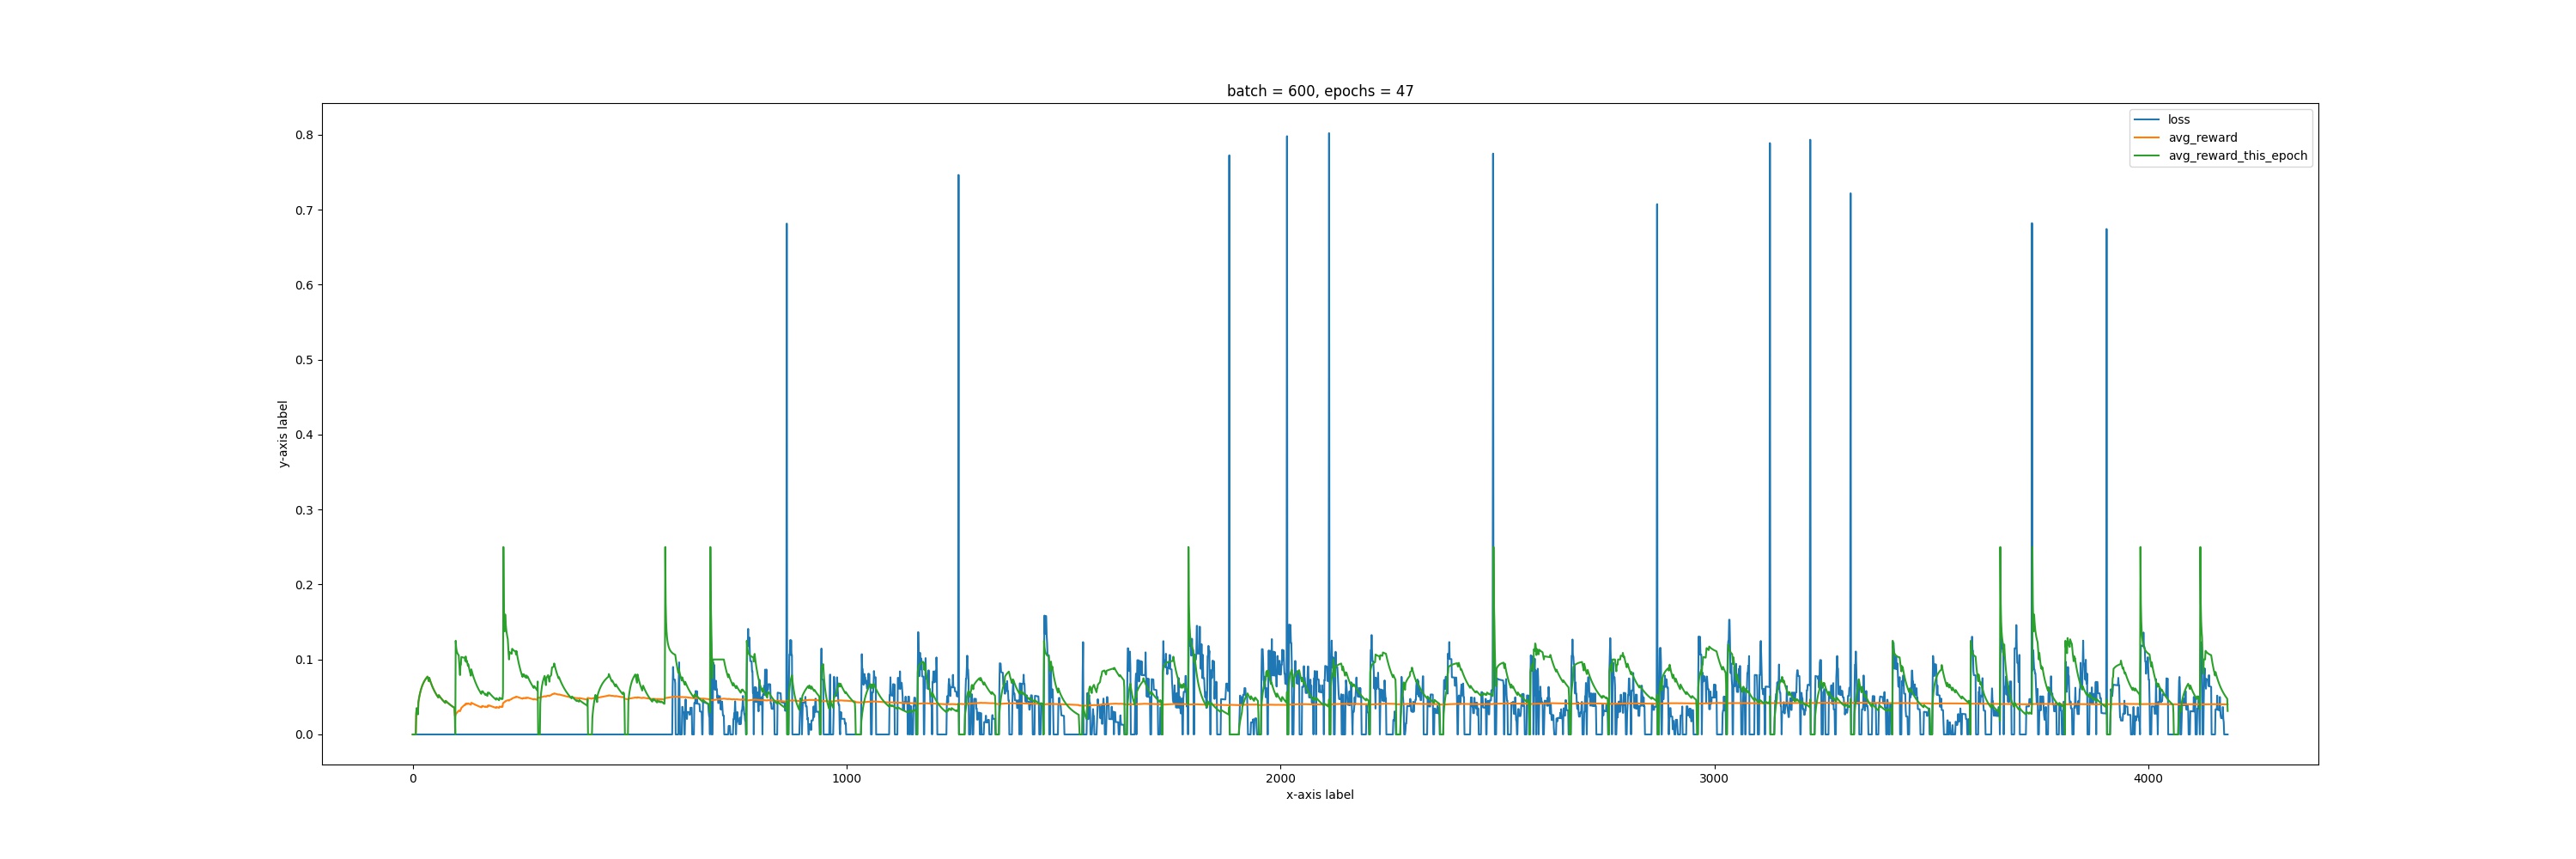 batch = 600, epochs = 47
loss
avg_reward
avg_reward_this_epoch
0.8
0.7
0.6
0.5
0.4
0.3
0.2
0.1
0.0
y-axis label
0 1000 2000 3000 4000
x-axis label